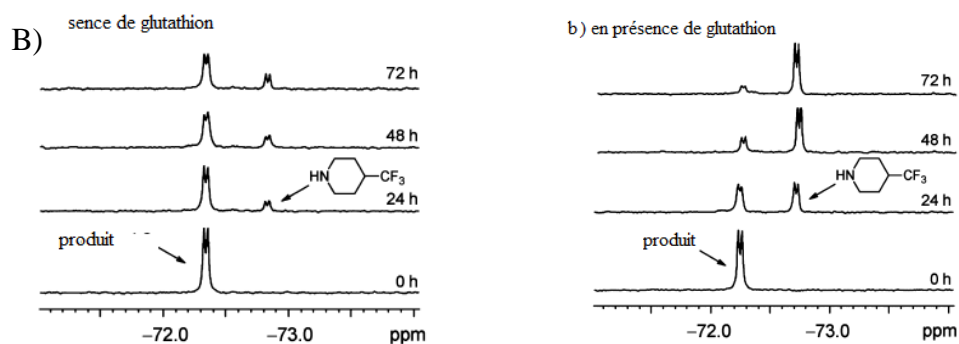 B)
sence de glutathion
72 h
48 h
HN
CF3
24 h
produit
0 h
−72.0
−73.0
ppm
b) en présence de glutathion
72 h
48 h
HN
CF3
24 h
produit
0 h
−72.0
−73.0
ppm